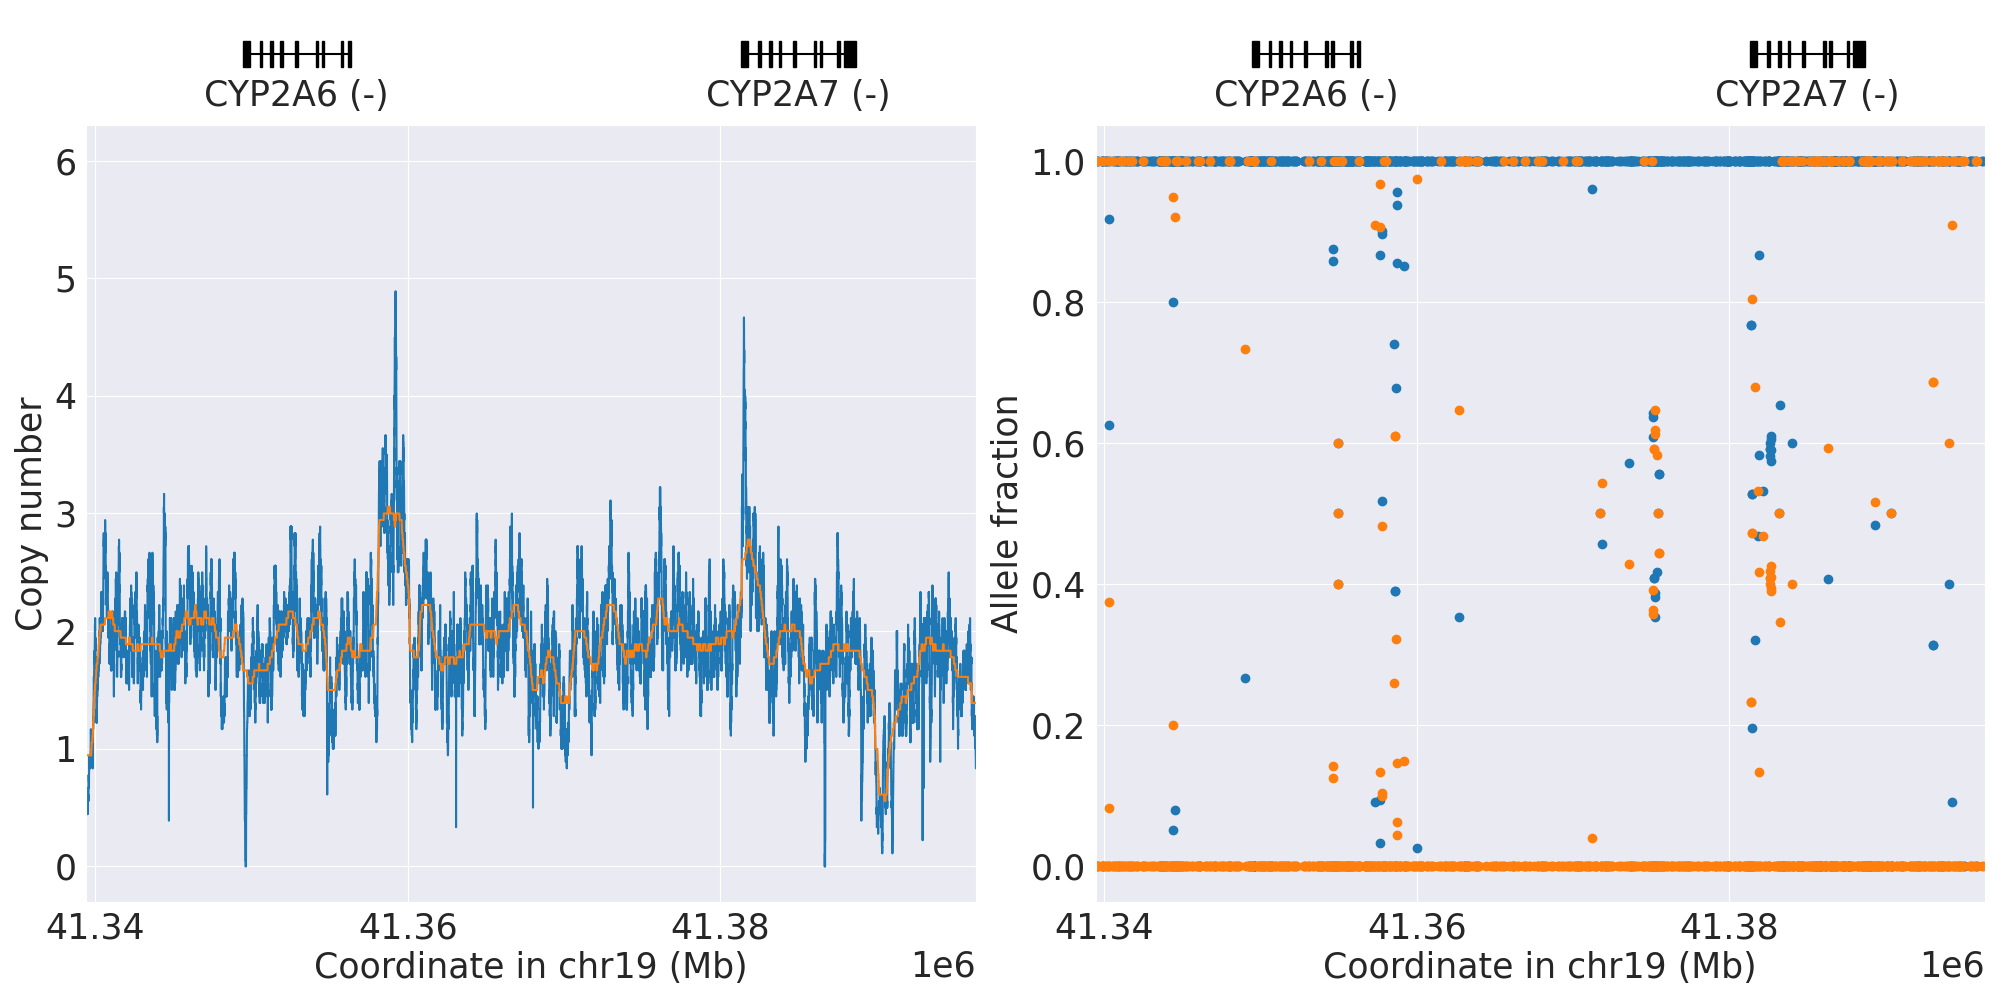 CYP2A6 (-)
CYP2A7 (-)
6
5
4
3
2
1
0
Copy number
41.34
41.36
41.38
Coordinate in chr19 (Mb)
1e6
CYP2A6 (-)
CYP2A7 (-)
1.0
0.8
0.6
0.4
0.2
0.0
Allele fraction
41.34
41.36
41.38
Coordinate in chr19 (Mb)
1e6